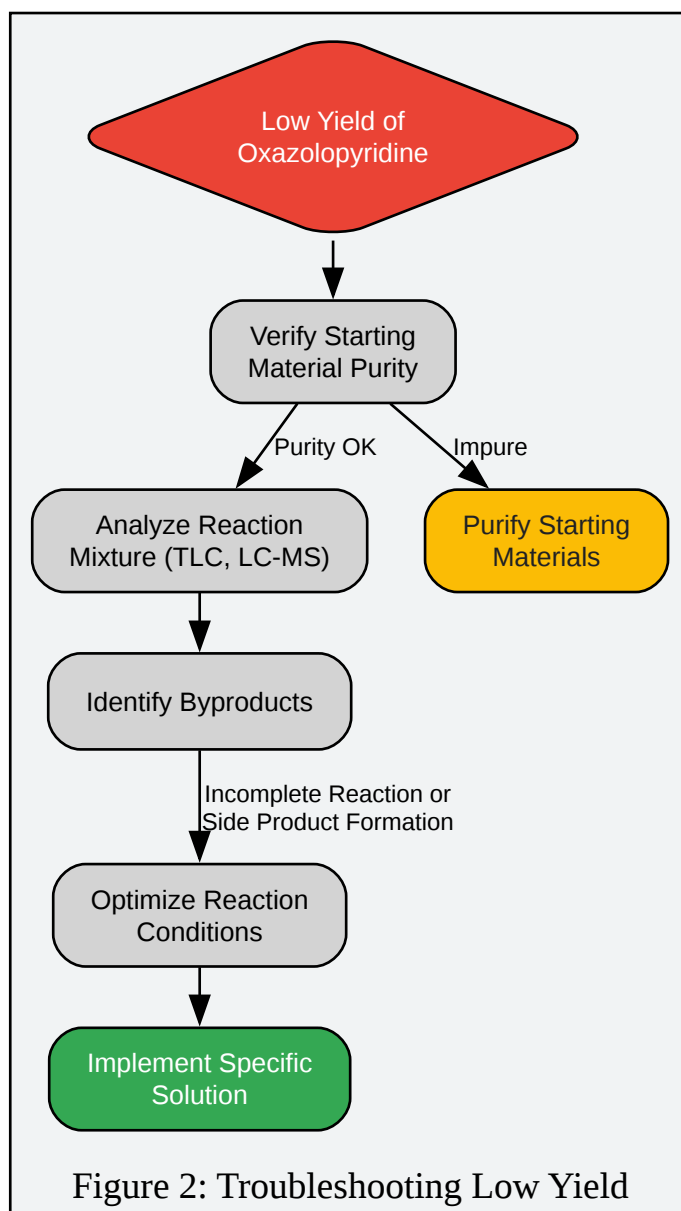 Low Yield of
Oxazolopyridine
Verify Starting
Material Purity
Purity OK
Impure
Analyze Reaction
Mixture (TLC, LC-MS)
Purify Starting
Materials
Identify Byproducts
Incomplete Reaction or
Side Product Formation
Optimize Reaction
Conditions
Implement Specific
Solution
Figure 2: Troubleshooting Low Yield